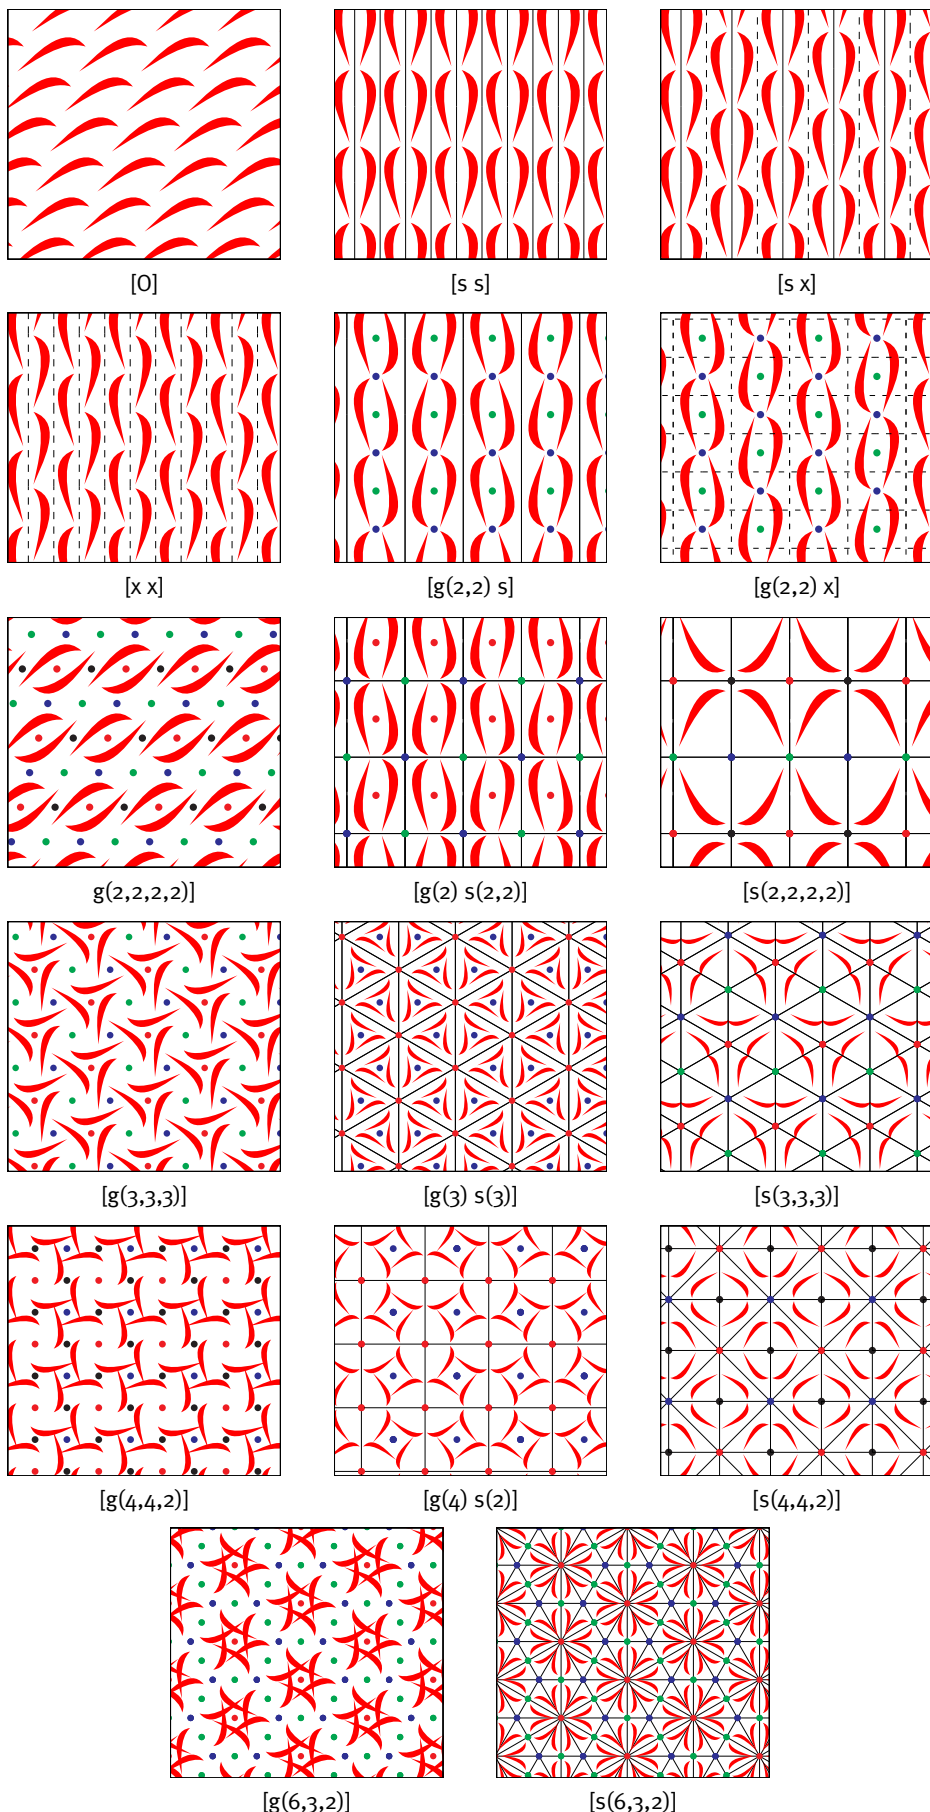 [O] [s s] [s x]
[x x] [g(2,2) s] [g(2,2) x]
g(2,2,2,2)] [g(2) s(2,2)] [s(2,2,2,2)]
[g(3,3,3)] [g(3) s(3)] [s(3,3,3)]
[g(4,4,2)] [g(4) s(2)] [s(4,4,2)]
[g(6,3,2)] [s(6,3,2)]